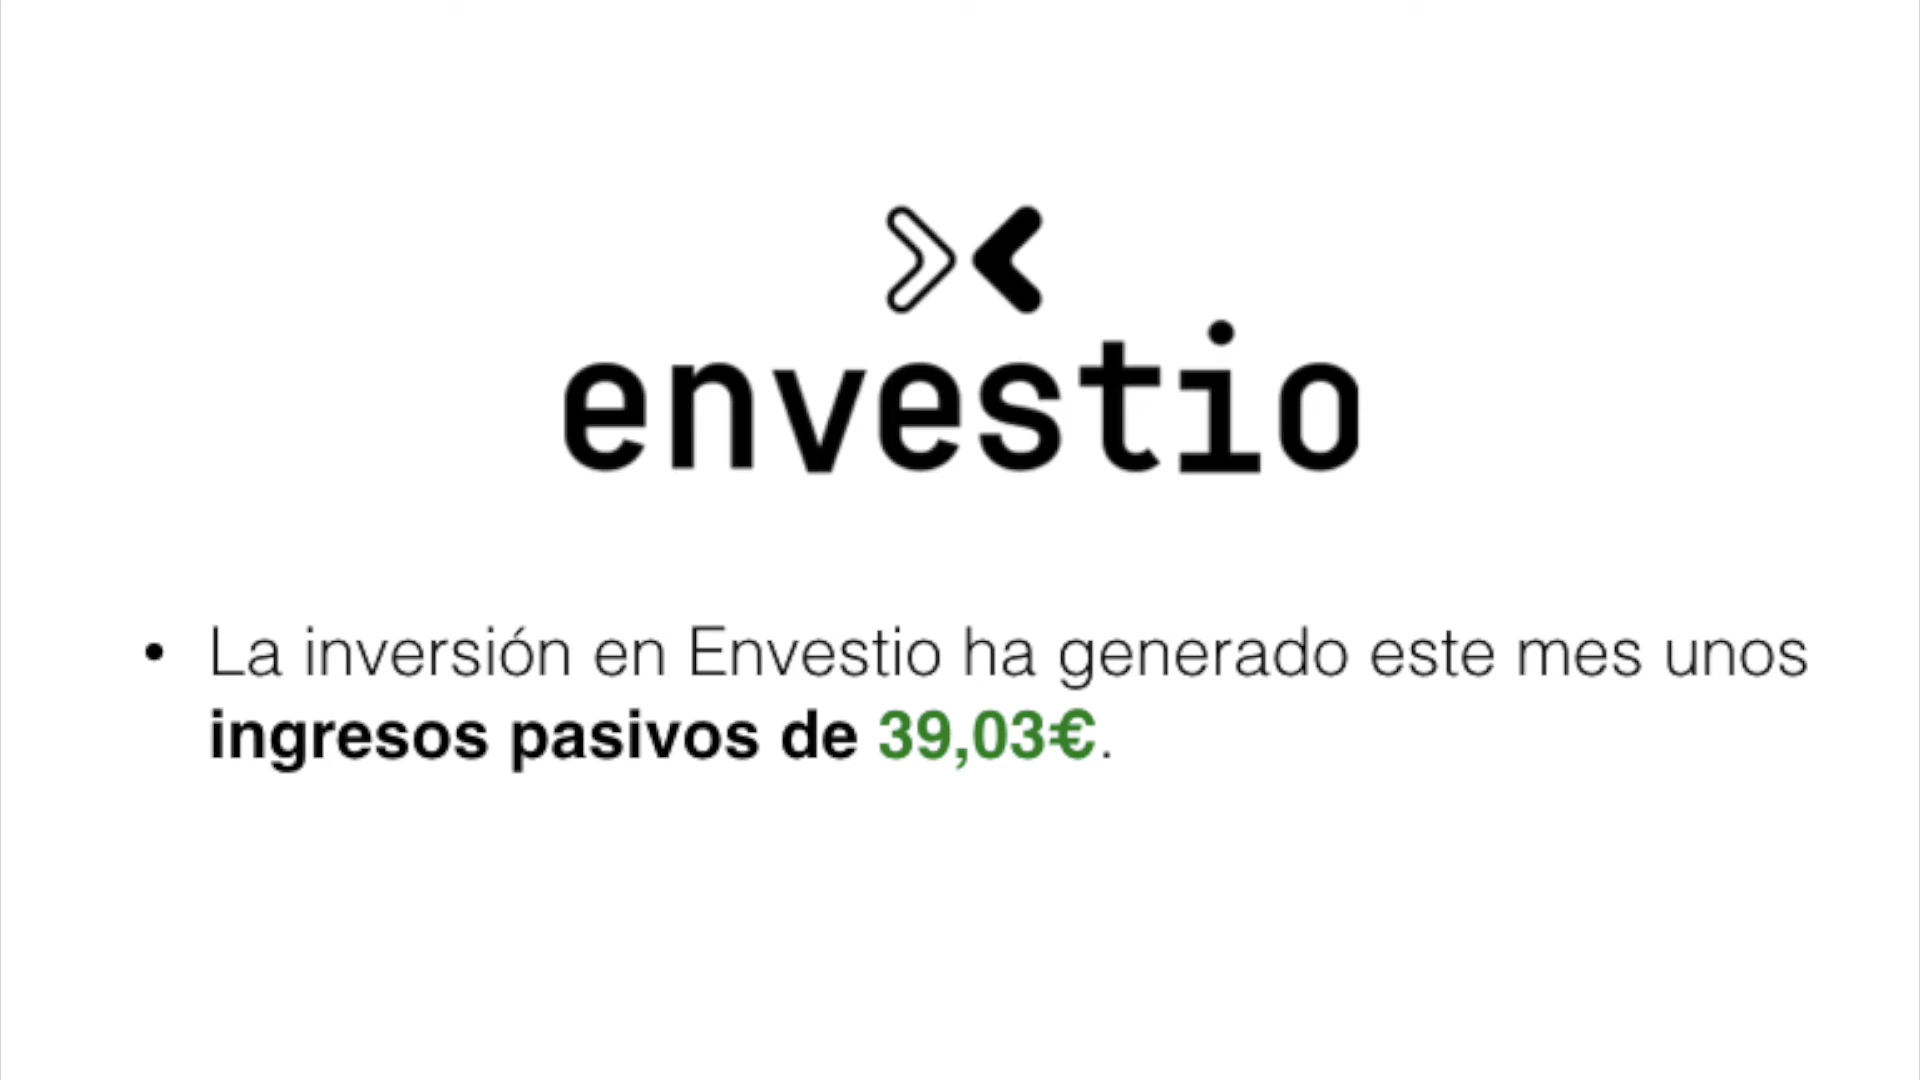 envestio
• La inversión en Envestio ha generado este mes unos
ingresos pasivos de 39,03€.